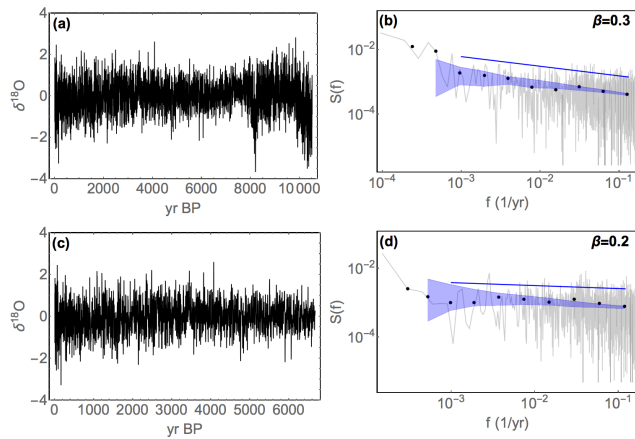 (a)
4
2
0
-2
-4
δ18O
0
2000
4000
6000
8000
10 000
yr BP
(b)
β=0.3
10−2
10−4
S(f)
10−4
10−3
10−2
10−1
f (1/yr)
(c)
4
2
0
-2
-4
δ18O
0
1000
2000
3000
4000
5000
6000
yr BP
(d)
β=0.2
10−2
10−4
S(f)
10−3
10−2
10−1
f (1/yr)